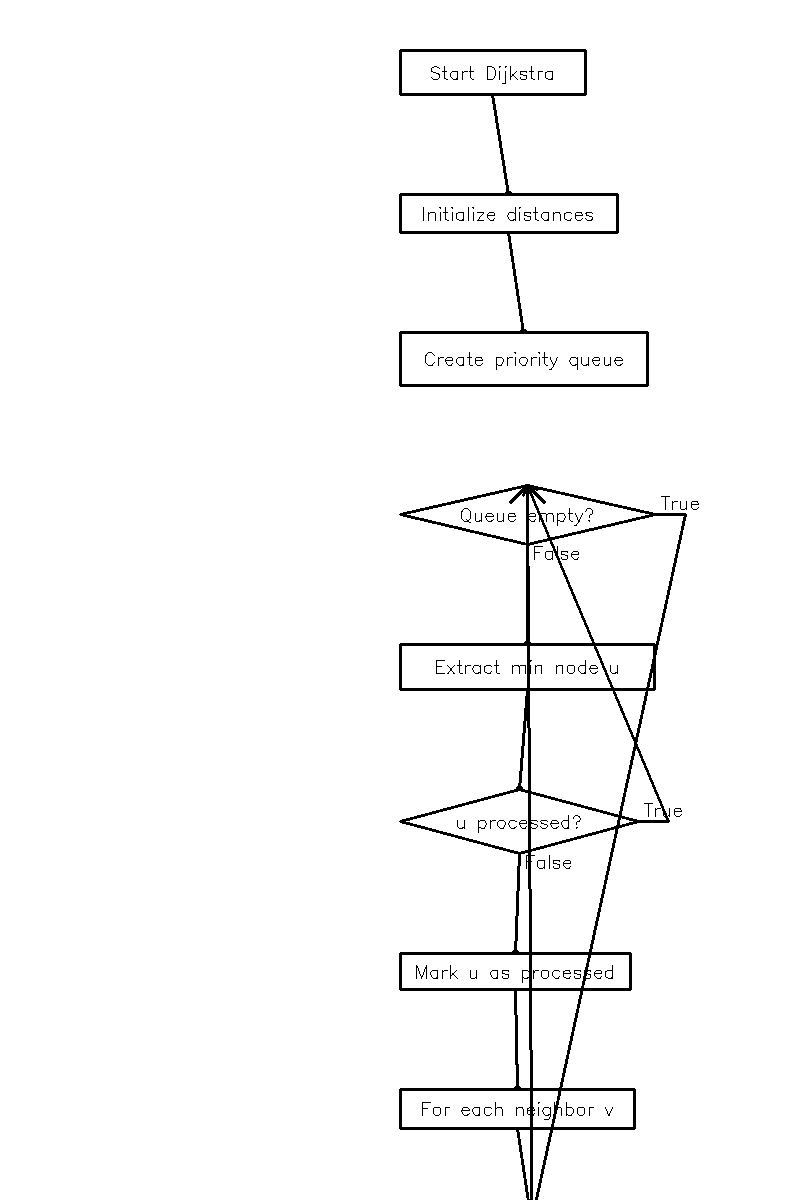 Start Dijkstra
Initialize distances
Create priority queue
True
Queue empty?
False
Extract min node u
True
u processed?
False
Mark u as processed
For each neighbor v